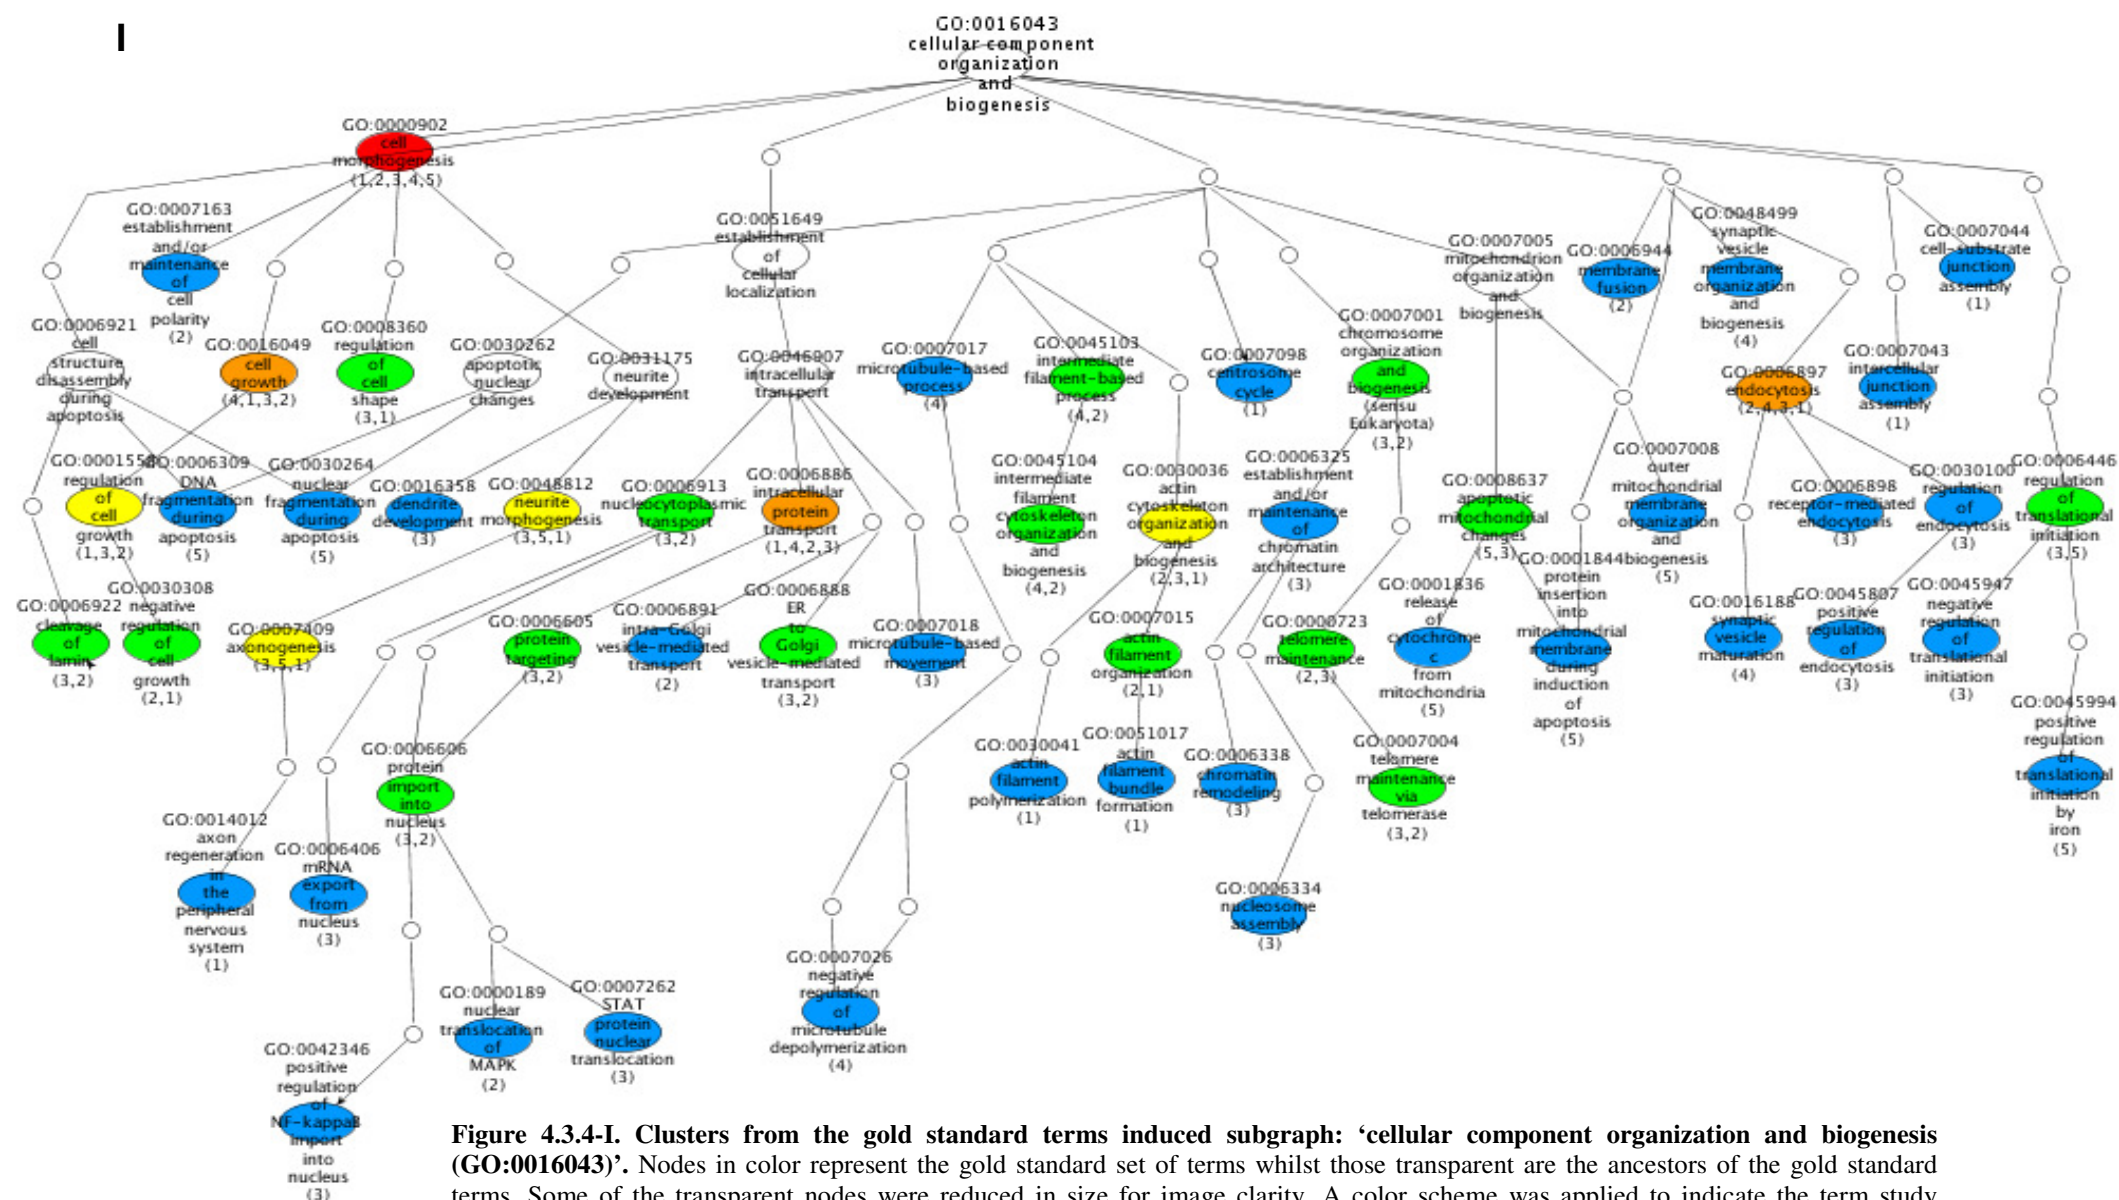 I
GO:0016043
cellular component
organization
and
biogenesis
GO:0000902
cell
morphogenesis
(1,2,3,4,5)
GO:0007163
establishment
and/or
maintenance
of
cell
polarity
(2)
GO:0051649
establishment
of
cellular
localization
GO:0007005
mitochondrion
organization
and
biogenesis
GO:0006944
membrane
fusion
(2)
GO:0048499
synaptic
vesicle
membrane
organization
and
biogenesis
(4)
GO:0007044
cell-substrate
junction
assembly
(1)
GO:0006921
cell
structure
disassembly
during
apoptosis
GO:0016049
cell
growth
(4,1,3,2)
GO:0008360
regulation
of
cell
shape
(3,1)
GO:0030262
apoptotic
nuclear
changes
GO:0031175
neurite
development
GO:0046907
intracellular
transport
GO:0007017
microtubule-based
process
(4)
GO:0045103
intermediate
filament-based
process
(4,2)
GO:0007098
centrosome
cycle
(1)
GO:0007001
chromosome
organization
and
biogenesis
(sensu
Eukaryota)
(3,2)
GO:0006897
endocytosis
(2,4,3,1)
GO:0007043
intercellular
junction
assembly
(1)
GO:000155
regulation
of
cell
growth
(1,3,2)
GO:0006309
DNA
fragmentation
during
apoptosis
(5)
GO:0030264
nuclear
fragmentation
during
apoptosis
(5)
GO:0016358
dendrite
development
(3)
GO:0048812
neurite
morphogenesis
(3,5,1)
GO:0006913
nucleocytoplasmic
transport
(3,2)
GO:0006886
intracellular
protein
transport
(1,4,2,3)
GO:0045104
intermediate
filament
cytoskeleton
organization
and
biogenesis
(4,2)
GO:0030036
actin
cytoskeleton
organization
and
biogenesis
(2,3,1)
GO:0006325
establishment
and/or
maintenance
of
chromatin
architecture
(3)
GO:0008637
apoptotic
mitochondrial
changes
(5,3)
GO:0007008
outer
mitochondrial
membrane
organization
and
biogenesis
(5)
GO:0006898
receptor-mediated
endocytosis
(3)
GO:0030100
regulation
of
endocytosis
(3)
GO:0006446
regulation
of
translational
initiation
(3,5)
GO:0006922
cleavage
of
lamin
(3,2)
GO:0030308
negative
regulation
of
cell
growth
(2,1)
GO:0007409
axonogenesis
(3,5,1)
GO:0006605
protein
targeting
(3,2)
GO:0006891
intra-Golgi
vesicle-mediated
transport
(2)
GO:0006888
ER
to
Golgi
vesicle-mediated
transport
(3,2)
GO:0007018
microtubule-based
movement
(3)
GO:0007015
actin
filament
organization
(2,1)
GO:0000723
telomere
maintenance
(2,3)
GO:0001836
release
of
cytochrome
c
from
mitochondria
(5)
GO:0001844
protein
insertion
into
mitochondrial
membrane
during
induction
of
apoptosis
(5)
GO:0016188
synaptic
vesicle
maturation
(4)
GO:0045807
positive
regulation
of
endocytosis
(3)
GO:0045947
negative
regulation
of
translational
initiation
(3)
GO:0045994
positive
regulation
of
translational
initiation
by
iron
(5)
GO:0006606
protein
import
into
nucleus
(3,2)
GO:0030041
actin
filament
polymerization
(1)
GO:0051017
actin
filament
bundle
formation
(1)
GO:0006338
chromatin
remodeling
(3)
GO:0007004
telomere
maintenance
via
telomerase
(3,2)
GO:0014012
axon
regeneration
in
the
peripheral
nervous
system
(1)
GO:0006406
mRNA
export
from
nucleus
(3)
GO:0006334
nucleosome
assembly
(3)
GO:0007026
negative
regulation
of
microtubule
depolymerization
(4)
GO:0000189
nuclear
translocation
of
MAPK
(2)
GO:0007262
STAT
protein
nuclear
translocation
(3)
GO:0042346
positive
regulation
of
NF-kappaB
import
into
nucleus
(3)
Figure 4.3.4-I. Clusters from the gold standard terms induced subgraph: ‘cellular component organization and biogenesis
(GO:0016043)’. Nodes in color represent the gold standard set of terms whilst those transparent are the ancestors of the gold standard
terms. Some of the transparent nodes were reduced in size for image clarity. A color scheme was applied to indicate the term study